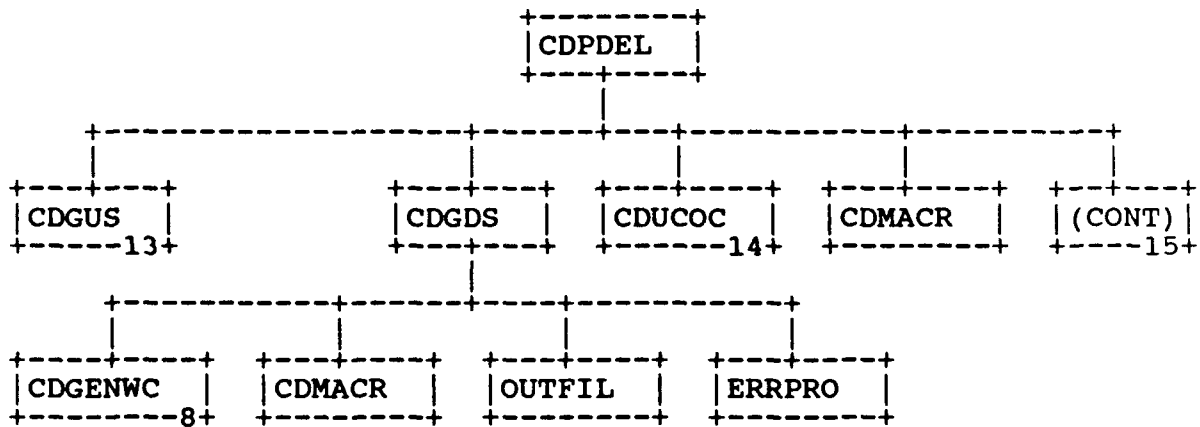 CDPDEL
CDGUS CDGDS CDUCOC CDMACR (CONT)
13 14 15
CDGENWC CDMACR OUTFIL ERRPRO
8